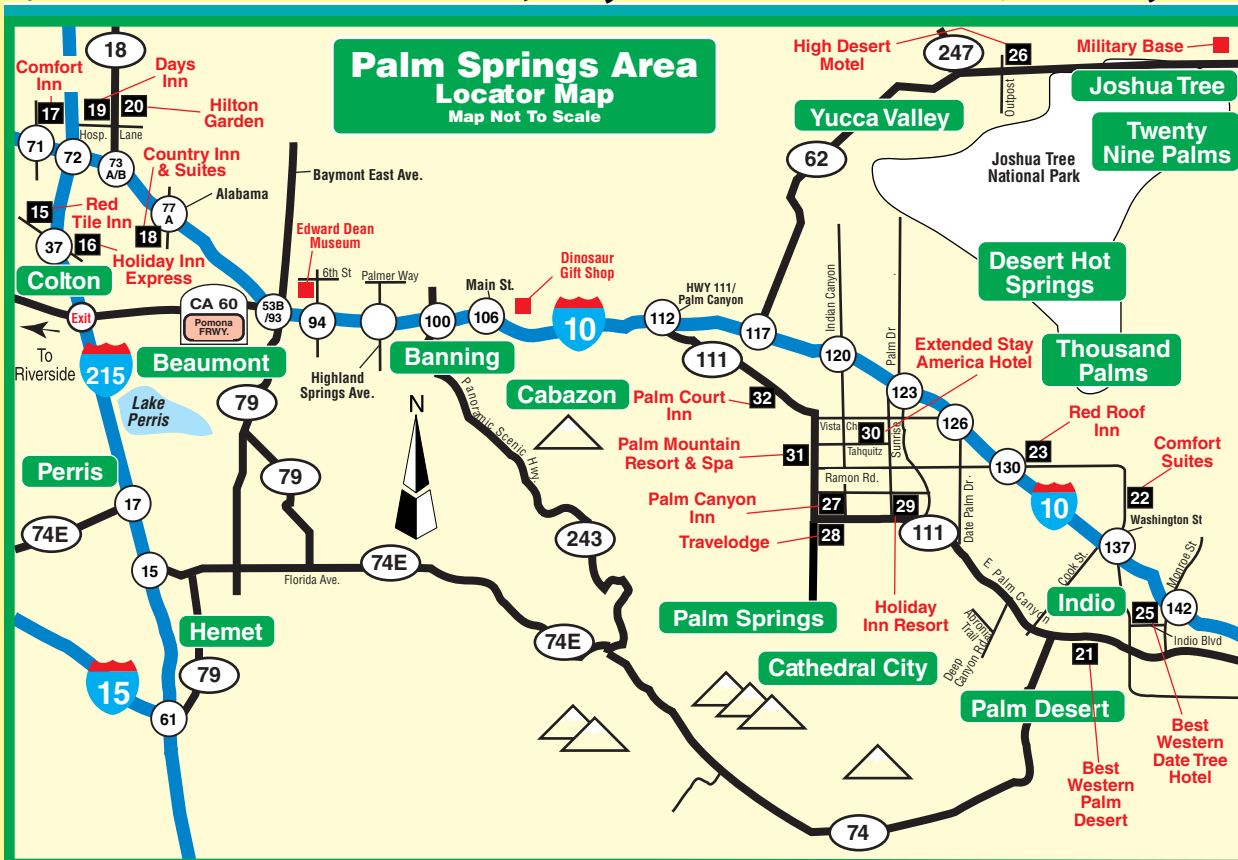 Palm Springs Area
Locator Map
Map Not To Scale
18
Comfort
Inn
17
Days
Inn
19
20
Hilton
Garden
Hosp. Lane
71
72
73
A/B
Country Inn
& Suites
77
A
Alabama
18
15
Red
Tile Inn
37
16
Holiday Inn
Express
Colton
Exit
To
Riverside
215
CA 60
Pomona
FRWY.
Beaumont
Lake
Perris
Perris
17
74E
15
Hemet
79
15
61
Baymont East Ave.
Edward Dean
Museum
6th St
53B
/93
94
Palmer Way
Highland
Springs Ave.
100
Banning
Main St.
106
Dinosaur
Gift Shop
10
79
79
Florida Ave.
74E
N
Panoramic Scenic Hwy.
Cabazon
243
74E
74
High Desert
Motel
247
26
Outpost
Military Base
Joshua Tree
Yucca Valley
Twenty
Nine Palms
62
Joshua Tree
National Park
Desert Hot
Springs
Thousand
Palms
HWY 111/
Palm Canyon
112
111
117
Indian Canyon
120
Palm Dr
123
Extended Stay
America Hotel
126
Palm Court
Inn
32
Vista Ch
30
Tahquitz
Sunrise
Palm Mountain
Resort & Spa
31
Ramon Rd.
Palm Canyon
Inn
27
29
Travelodge
28
111
Date Palm Dr.
130
23
Red Roof
Inn
10
Comfort
Suites
22
Washington St
137
Monroe St
142
Cook St.
E. Palm Canyon
Indio
25
Indio Blvd
Palm Springs
Holiday
Inn Resort
Abronia
Trail
Deep
Canyon Rd.
21
Cathedral City
Palm Desert
Best
Western
Palm
Desert
Best
Western
Date Tree
Hotel